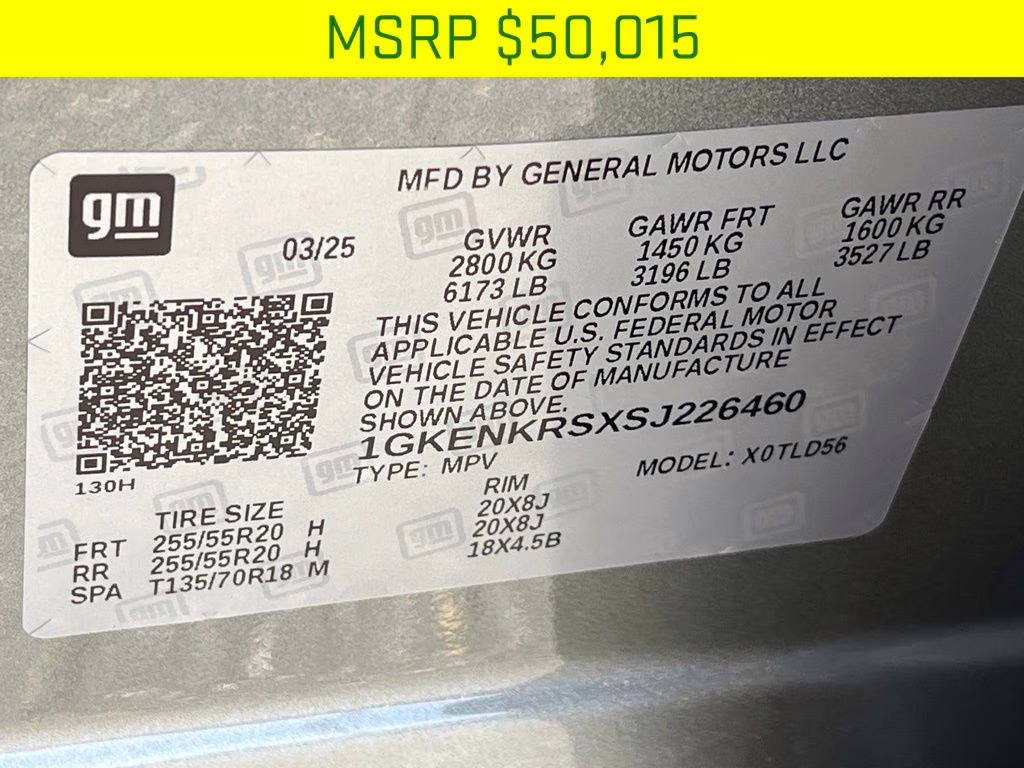 MSRP $50,015
MFD BY GENERAL MOTORS LLC
gm
03/25
GVWR
2800 KG
6173 LB
GAWR FRT
1450 KG
3196 LB
GAWR RR
1600 KG
3527 LB
THIS VEHICLE CONFORMS TO ALL
APPLICABLE U.S. FEDERAL MOTOR
VEHICLE SAFETY STANDARDS IN EFFECT
ON THE DATE OF MANUFACTURE
SHOWN ABOVE.
1GKENKRSXSJ226460
TYPE: MPV
MODEL: X0TLD56
130H
TIRE SIZE RIM
FRT 255/55R20 H 20X8J
RR 255/55R20 H 20X8J
SPA T135/70R18 M 18X4.5B